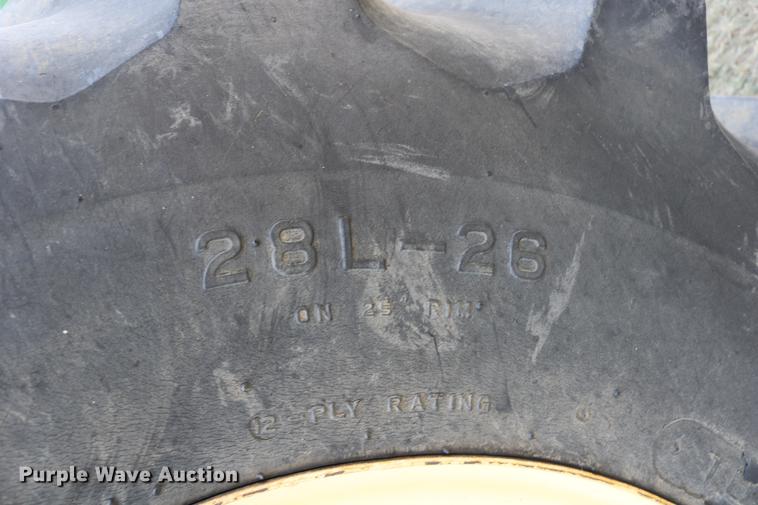 28L-26
ON 25" RIM
12-PLY RATING
Purple Wave Auction